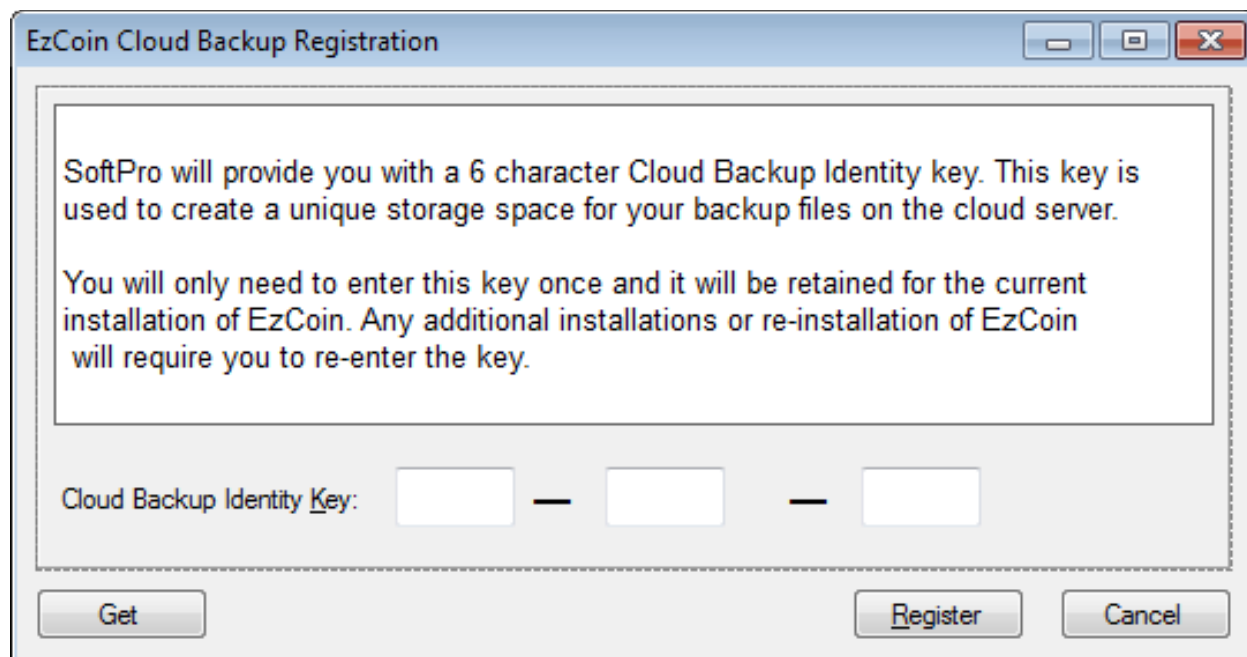 EzCoin Cloud Backup Registration
SoftPro will provide you with a 6 character Cloud Backup Identity key. This key is
used to create a unique storage space for your backup files on the cloud server.
You will only need to enter this key once and it will be retained for the current
installation of EzCoin. Any additional installations or re-installation of EzCoin
will require you to re-enter the key.
Cloud Backup Identity Key: — —
Get Register Cancel